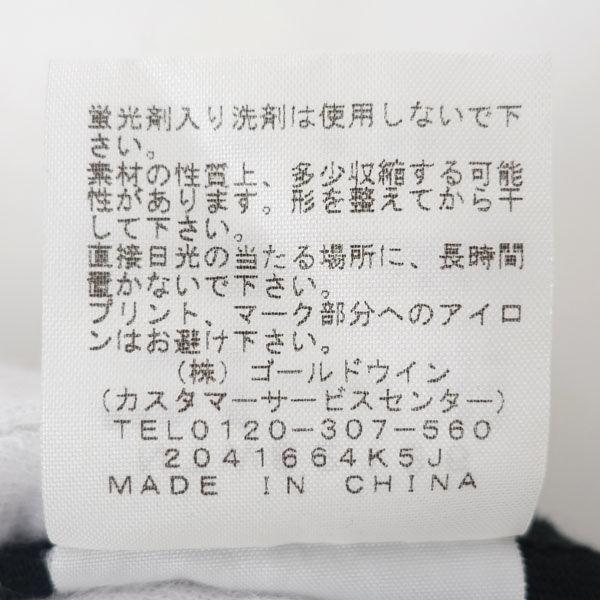 蛍光剤入り洗剤は使用しないで下
さい。
素材の性質上、多少収縮する可能
性があります。形を整えてから干
して下さい。
直接日光の当たる場所に、長時間
置かないで下さい。
プリント、マーク部分へのアイロ
ンはお避け下さい。
(株)ゴールドウイン
(カスタマーサービスセンター)
TEL0120-307-560
2041664K5J
MADE IN CHINA